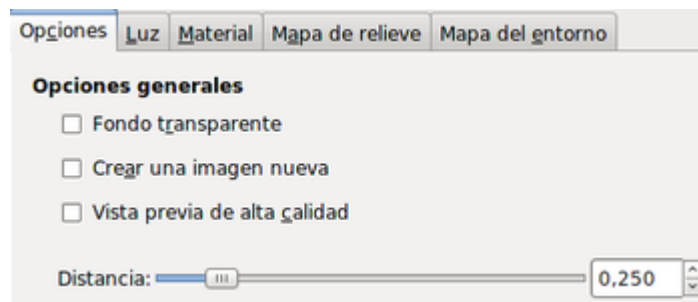 Opciones Luz Material Mapa de relieve Mapa del entorno
Opciones generales
Fondo transparente
Crear una imagen nueva
Vista previa de alta calidad
Distancia: 0,250